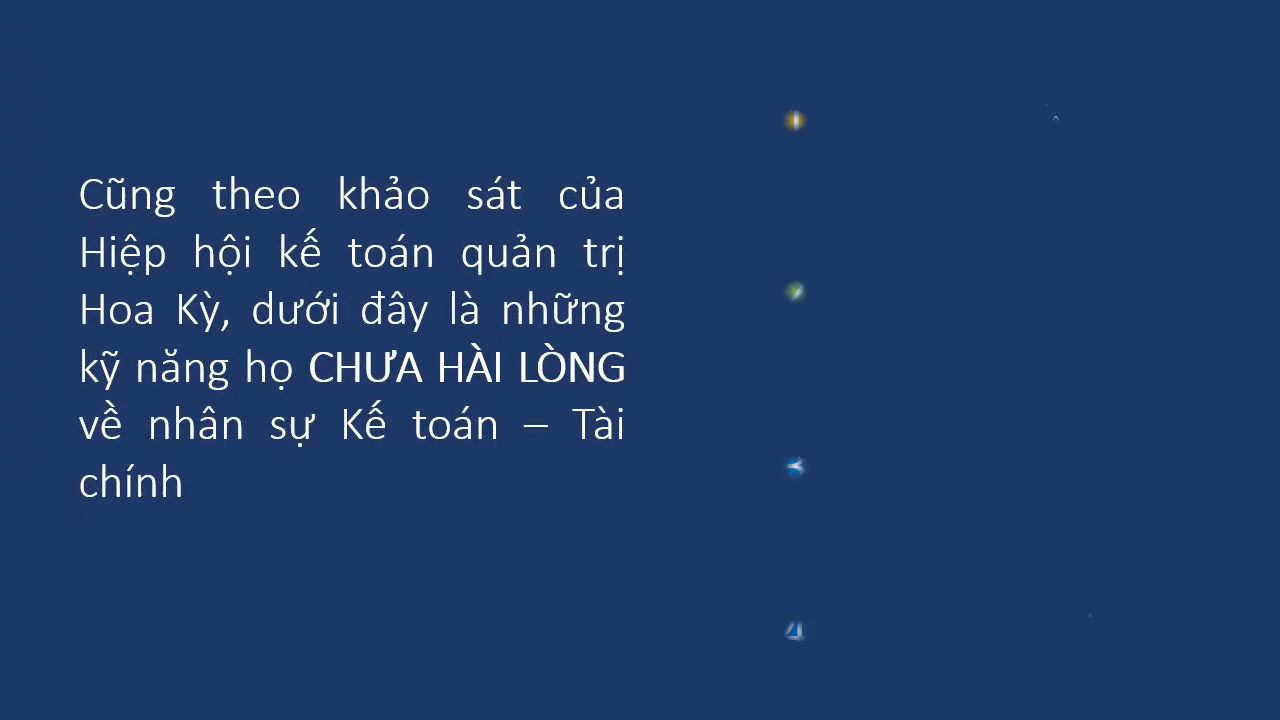 Cũng theo khảo sát của
Hiệp hội kế toán quản trị
Hoa Kỳ, dưới đây là những
kỹ năng họ CHƯA HÀI LÒNG
về nhân sự Kế toán – Tài
chính